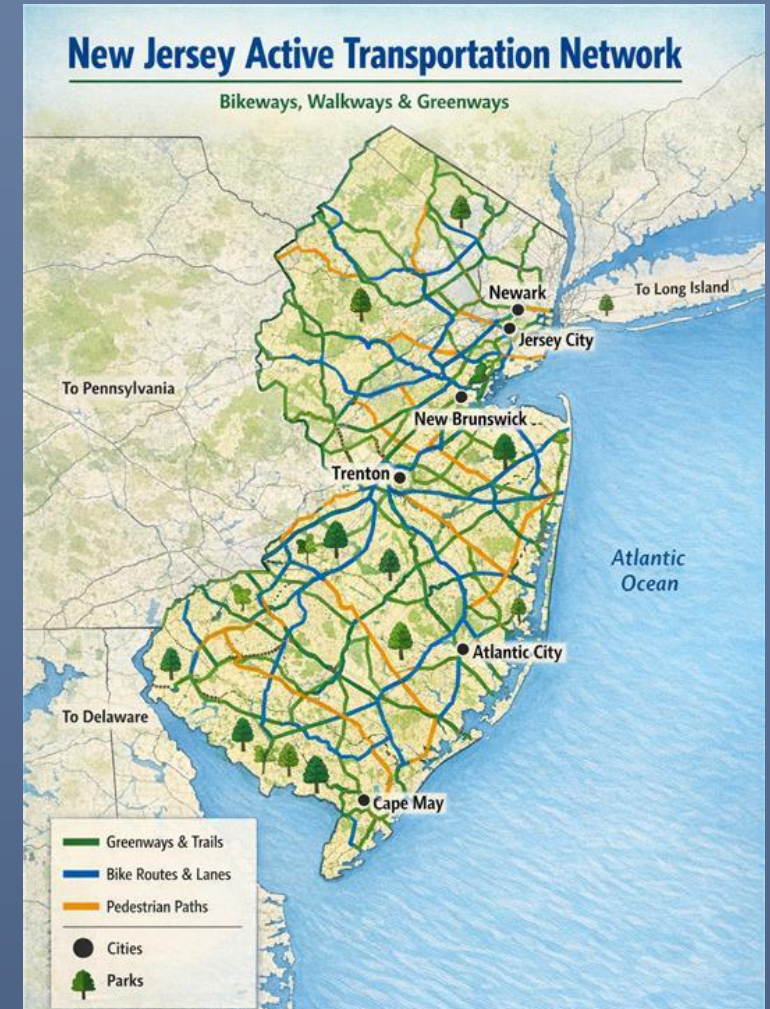 New Jersey Active Transportation Network
Bikeways, Walkways & Greenways
Newark
To Long Island
Jersey City
To Pennsylvania
New Brunswick
Trenton
Atlantic
Ocean
Atlantic City
To Delaware
Cape May
Greenways & Trails
Bike Routes & Lanes
Pedestrian Paths
Cities
Parks